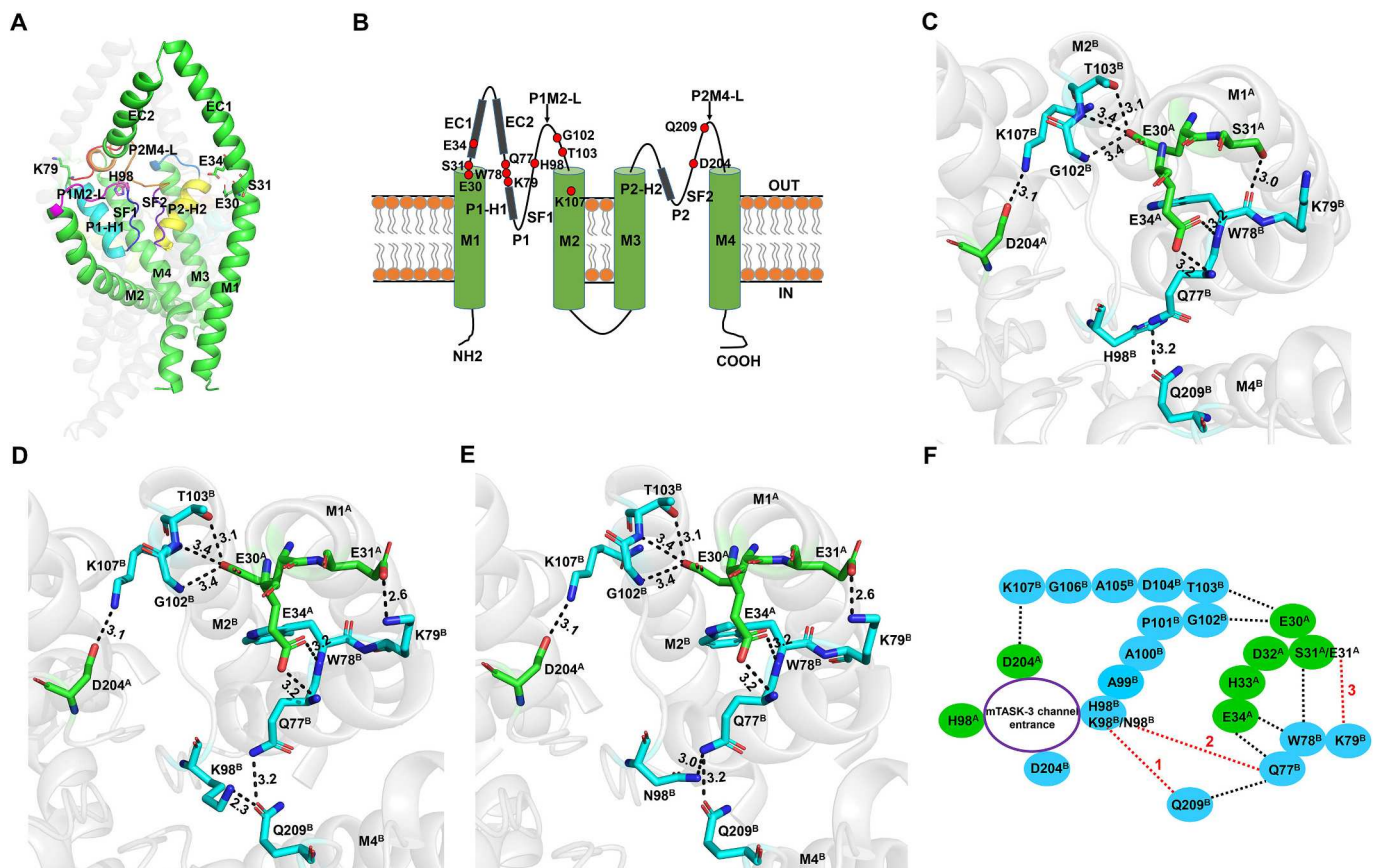 A
EC1
EC2
P2M4-L
K79
H98
E34
S31
P1M2-L
E30
SF1
SF2
P2-H2
P1-H1
M4
M3
M2
M1
B
P1M2-L
P2M4-L
EC1
EC2
G102
Q209
E34
T103
Q77
H98
S31
W78
D204
K79
E30
K107
P2-H2
OUT
P1-H1
SF1
SF2
P2
P1
M1
M2
M3
M4
IN
NH2
COOH
C
M2B
T103B
M1A
3.1
3.4
E30A
S31A
K107B
3.4
G102B
3.0
3.1
K79B
E34A
3.2
W78B
D204A
3.2
Q77B
H98B
3.2
M4B
Q209B
D
T103B
M1A
3.1
K107B
3.4
E30A
E31A
3.4
G102B
2.6
E34A
M2B
3.1
3.2
K79B
W78B
D204A
3.2
Q77B
K98B
3.2
2.3
Q209B
M4B
E
T103B
M1A
3.1
K107B
3.4
E30A
E31A
3.4
G102B
2.6
E34A
M2B
3.1
3.2
K79B
W78B
D204A
3.2
Q77B
3.0
N98B
3.2
Q209B
M4B
F
K107B
G106B
A105B
D104B
T103B
P101B
G102B
E30A
A100B
D32A
S31A/E31A
D204A
A99B
H33A
3
H98A
mTASK-3 channel
entrance
H98B
K98B/N98B
E34A
2
W78B
K79B
D204B
1
Q77B
Q209B